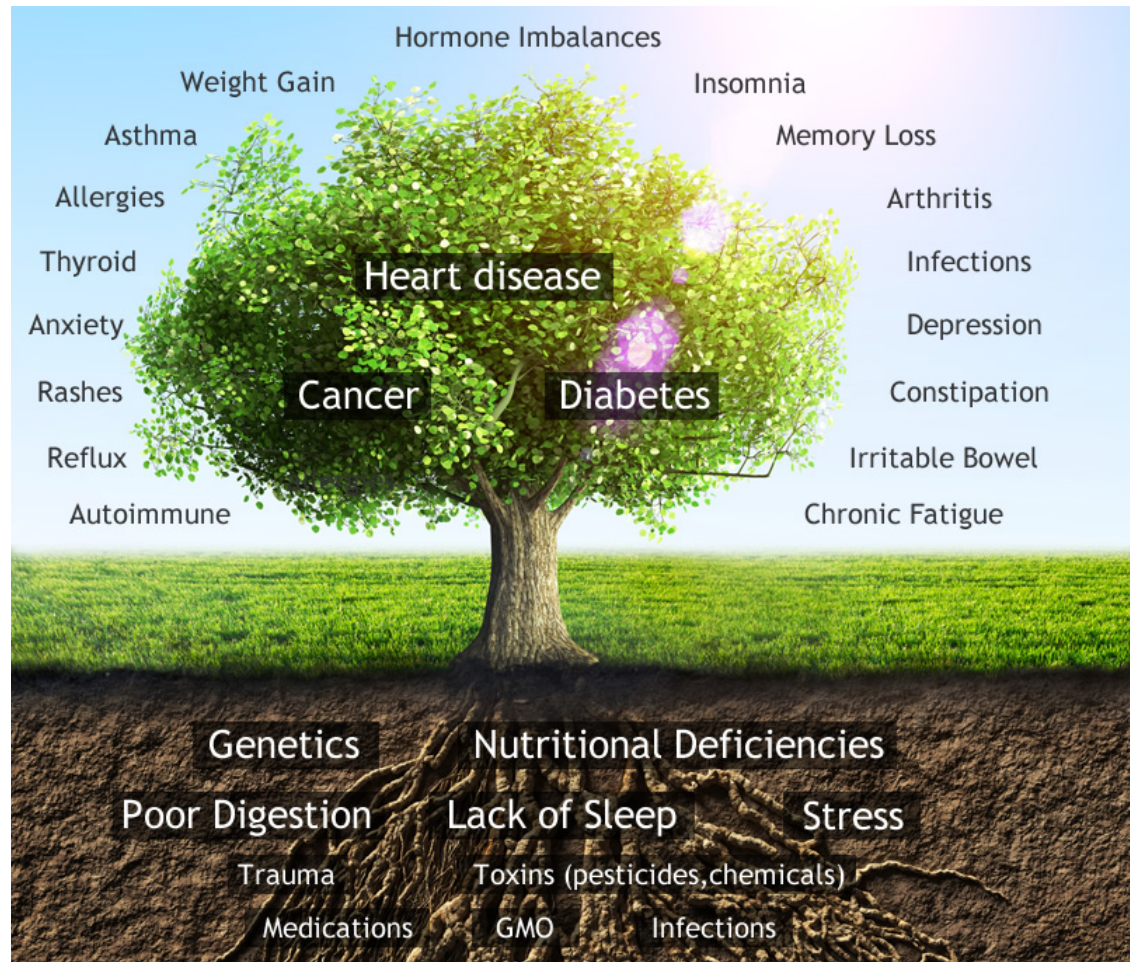 Hormone Imbalances
Weight Gain
Insomnia
Asthma
Memory Loss
Allergies
Arthritis
Thyroid
Infections
Heart disease
Anxiety
Depression
Rashes
Cancer
Diabetes
Constipation
Reflux
Irritable Bowel
Autoimmune
Chronic Fatigue
Genetics
Nutritional Deficiencies
Poor Digestion
Lack of Sleep
Stress
Trauma
Toxins (pesticides,chemicals)
Medications
GMO
Infections